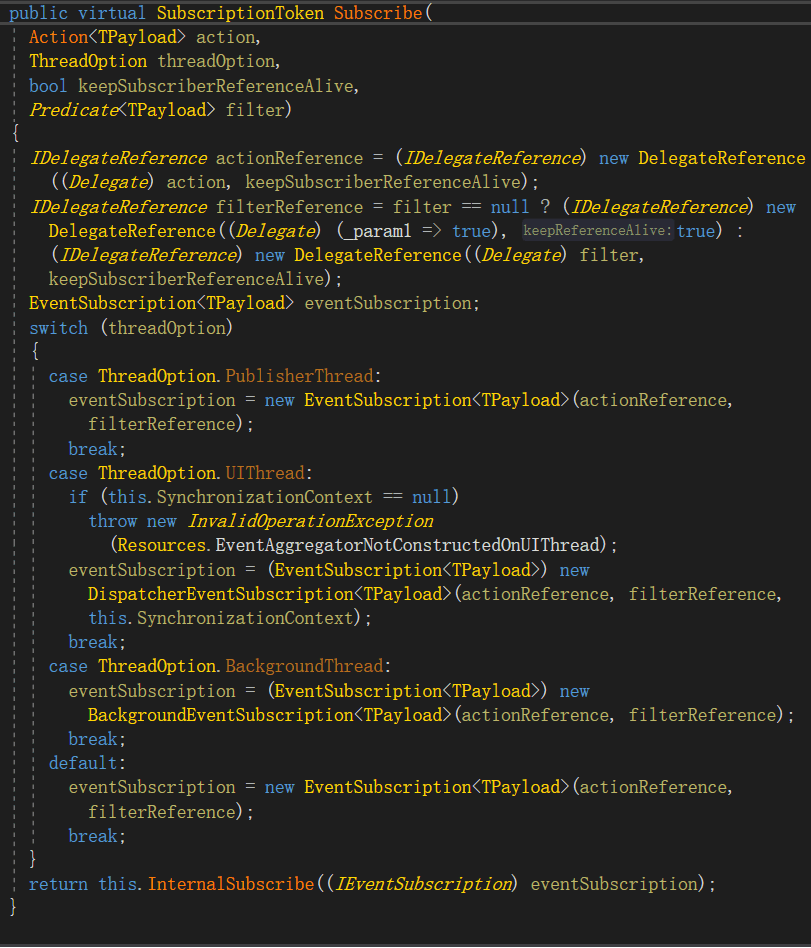 public virtual SubscriptionToken Subscribe(
Action<TPayload> action,
ThreadOption threadOption,
bool keepSubscriberReferenceAlive,
Predicate<TPayload> filter)
{
IDelegateReference actionReference = (IDelegateReference) new DelegateReference
((Delegate) action, keepSubscriberReferenceAlive);
IDelegateReference filterReference = filter == null ? (IDelegateReference) new
DelegateReference((Delegate) (_param1 => true), keepReferenceAlive: true) :
(IDelegateReference) new DelegateReference((Delegate) filter,
keepSubscriberReferenceAlive);
EventSubscription<TPayload> eventSubscription;
switch (threadOption)
{
case ThreadOption.PublisherThread:
eventSubscription = new EventSubscription<TPayload>(actionReference,
filterReference);
break;
case ThreadOption.UIThread:
if (this.SynchronizationContext == null)
throw new InvalidOperationException
(Resources.EventAggregatorNotConstructedOnUIThread);
eventSubscription = (EventSubscription<TPayload>) new
DispatcherEventSubscription<TPayload>(actionReference, filterReference,
this.SynchronizationContext);
break;
case ThreadOption.BackgroundThread:
eventSubscription = (EventSubscription<TPayload>) new
BackgroundEventSubscription<TPayload>(actionReference, filterReference);
break;
default:
eventSubscription = new EventSubscription<TPayload>(actionReference,
filterReference);
break;
}
return this.InternalSubscribe((IEventSubscription) eventSubscription);
}